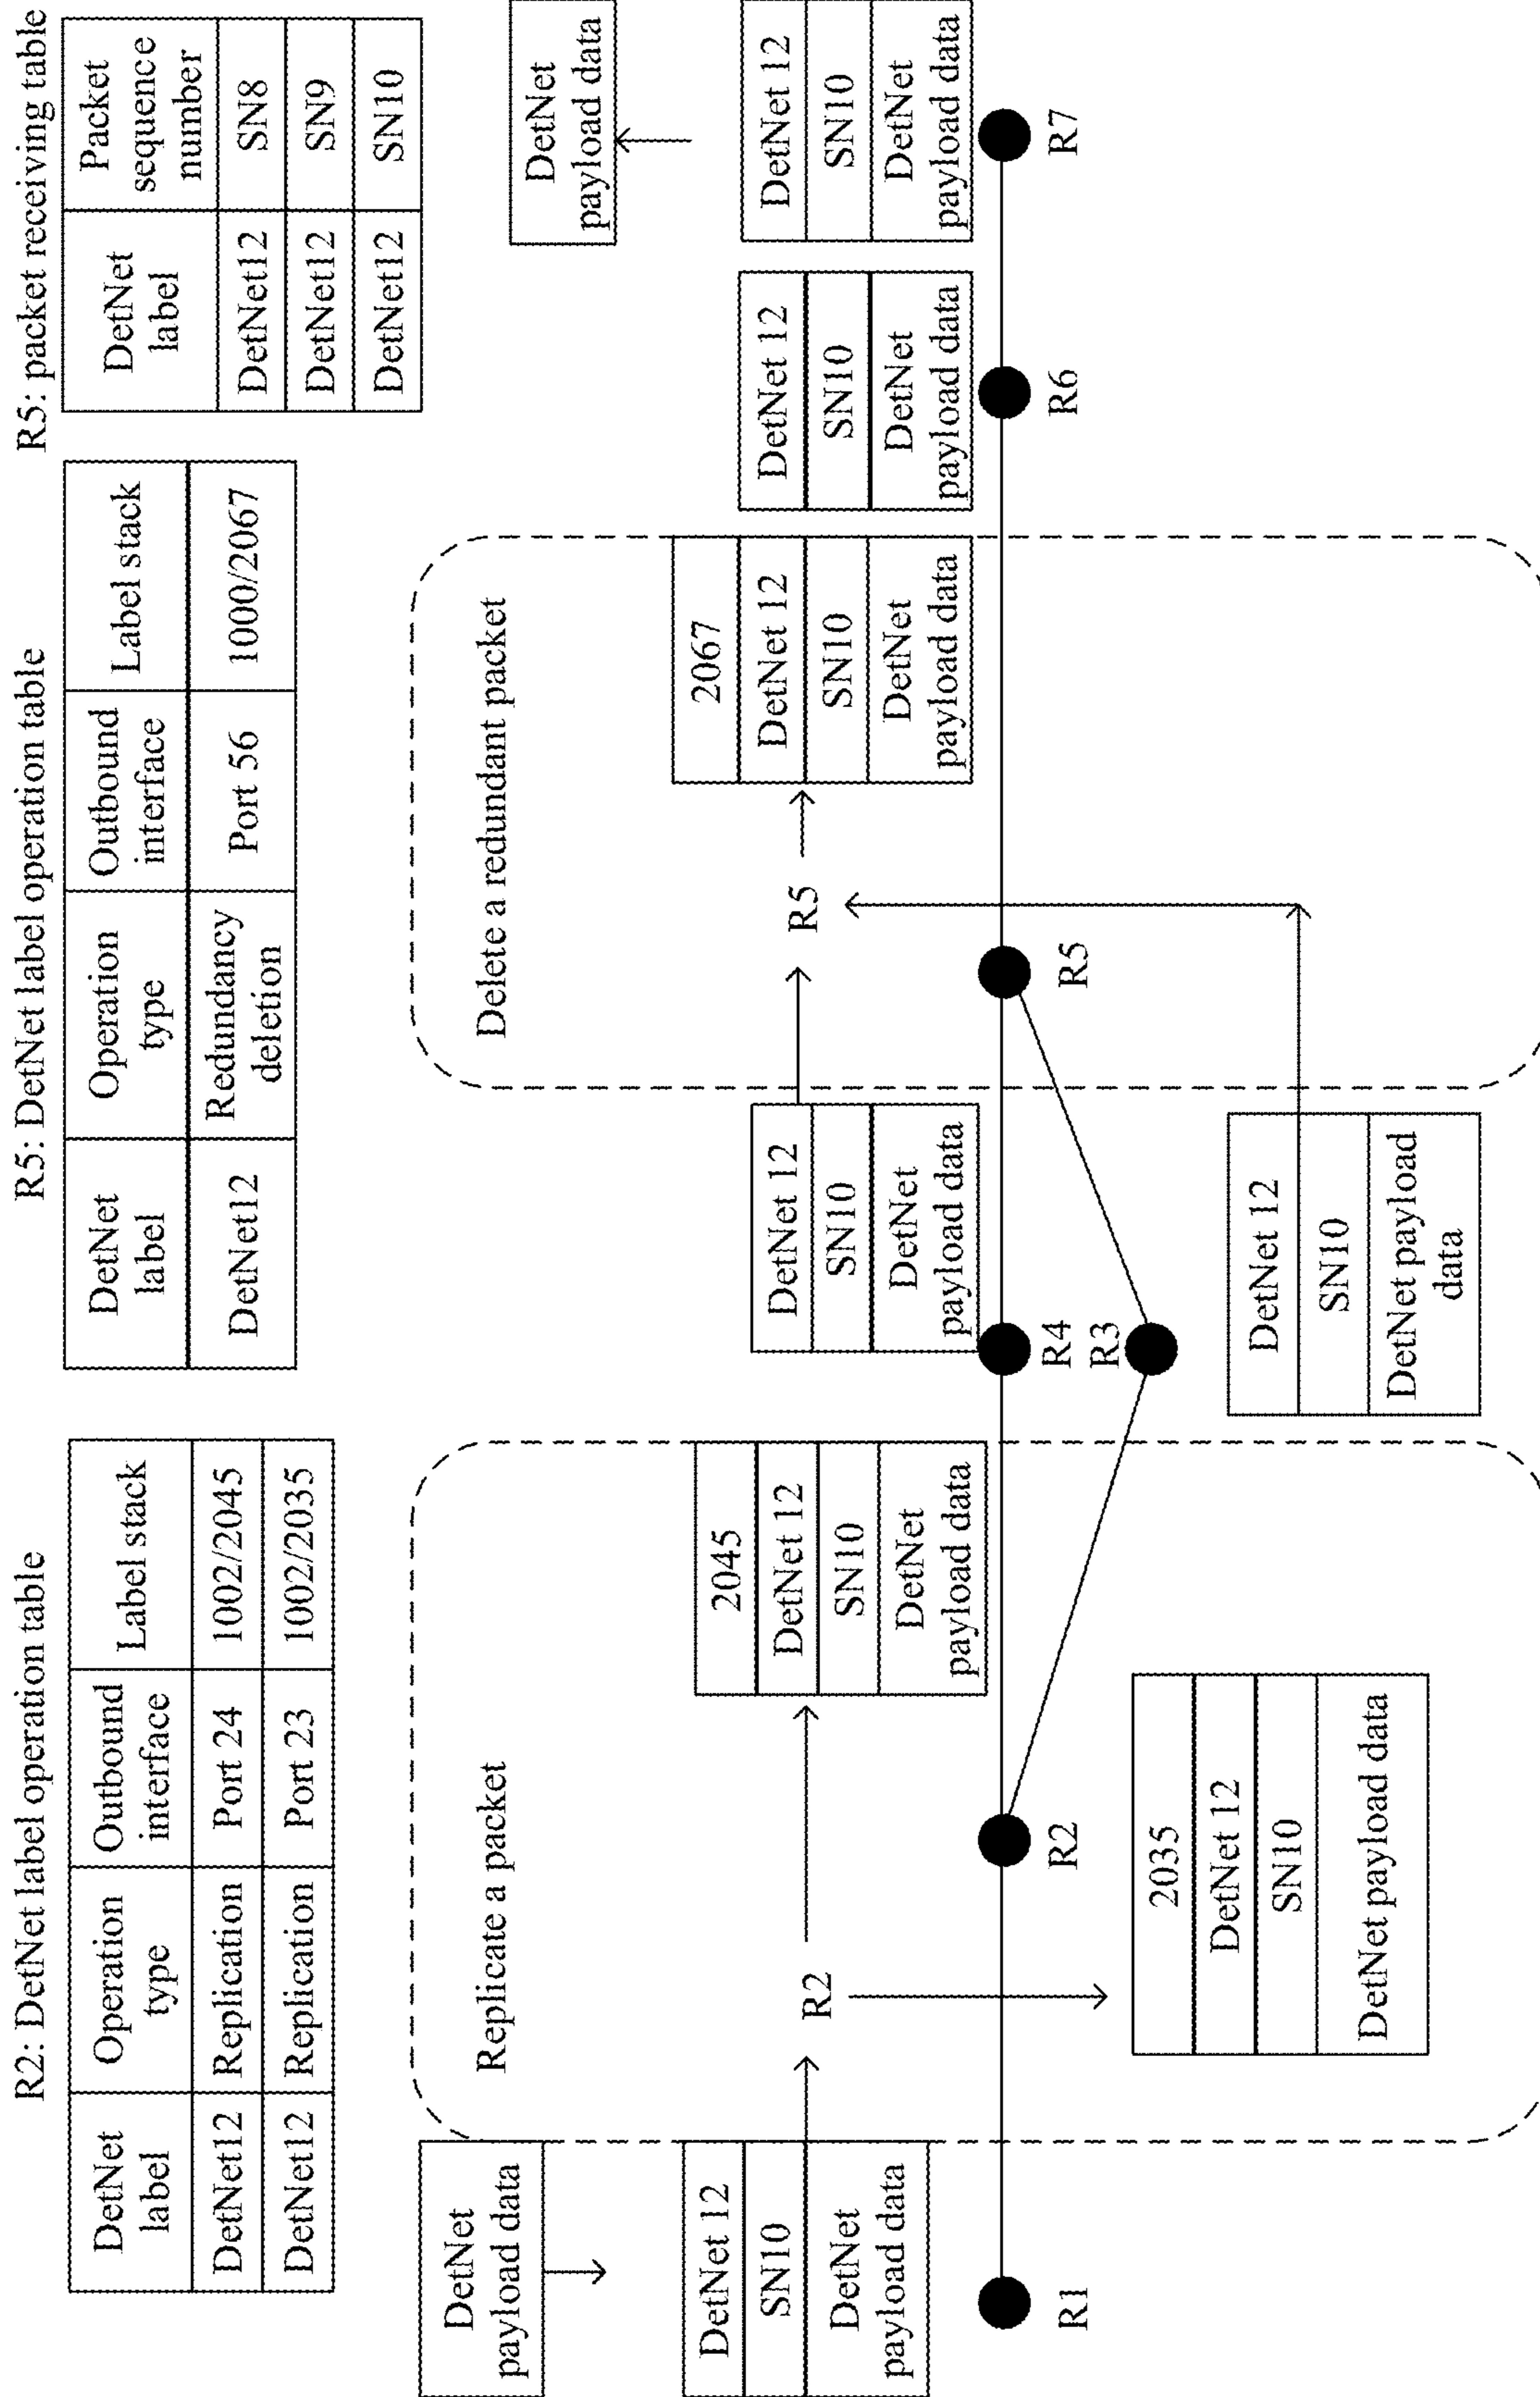 R2: DetNet label operation table
DetNet label
Operation type
Outbound interface
Label stack
DetNet12
Replication
Port 24
1002/2045
DetNet12
Replication
Port 23
1002/2035
R5: DetNet label operation table
DetNet label
Operation type
Outbound interface
Label stack
DetNet12
Redundancy deletion
Port 56
1000/2067
R5: packet receiving table
DetNet label
Packet sequence number
DetNet12
SN8
DetNet12
SN9
DetNet12
SN10
DetNet
payload data
DetNet 12
SN10
DetNet
payload data
R1
Replicate a packet
R2
2045
DetNet 12
SN10
DetNet
payload data
R2
2035
DetNet 12
SN10
DetNet payload data
DetNet 12
SN10
DetNet
payload data
R4
R3
DetNet 12
SN10
DetNet payload
data
Delete a redundant packet
R5
2067
DetNet 12
SN10
DetNet
payload data
R5
DetNet 12
SN10
DetNet
payload data
R6
DetNet
payload data
DetNet 12
SN10
DetNet
payload data
R7